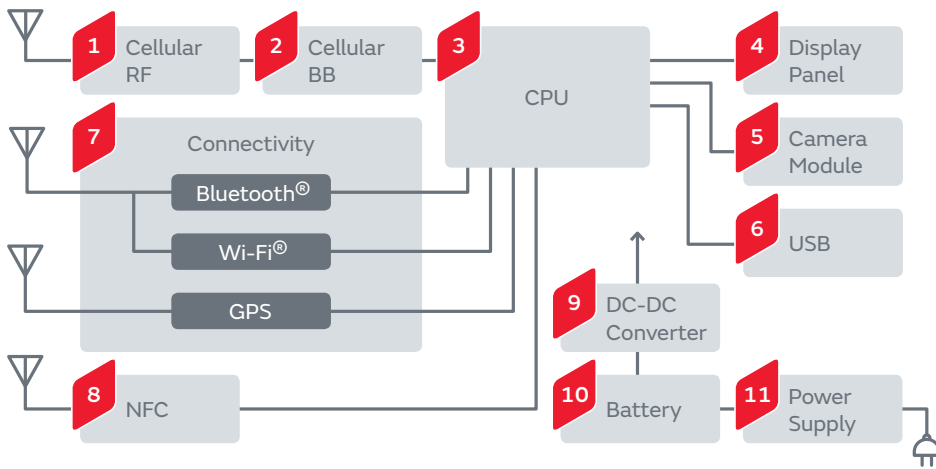 1
Cellular
RF
2
Cellular
BB
3
CPU
4
Display
Panel
5
Camera
Module
6
USB
7
Connectivity
Bluetooth®
Wi-Fi®
GPS
8
NFC
9
DC-DC
Converter
10
Battery
11
Power
Supply